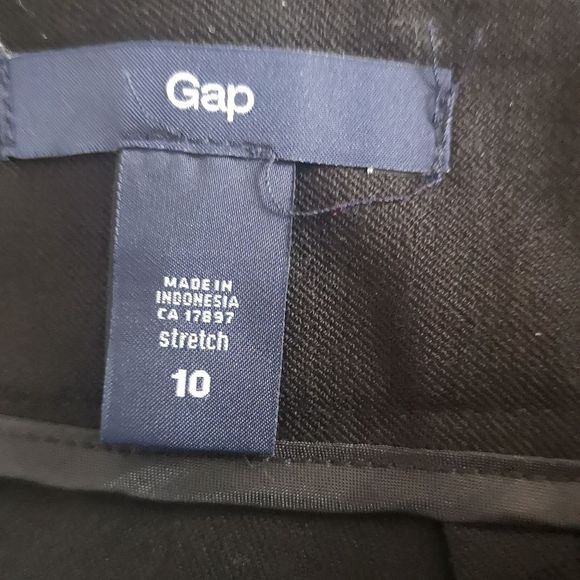 Gap
MADE IN
INDONESIA
CA 17897
stretch
10